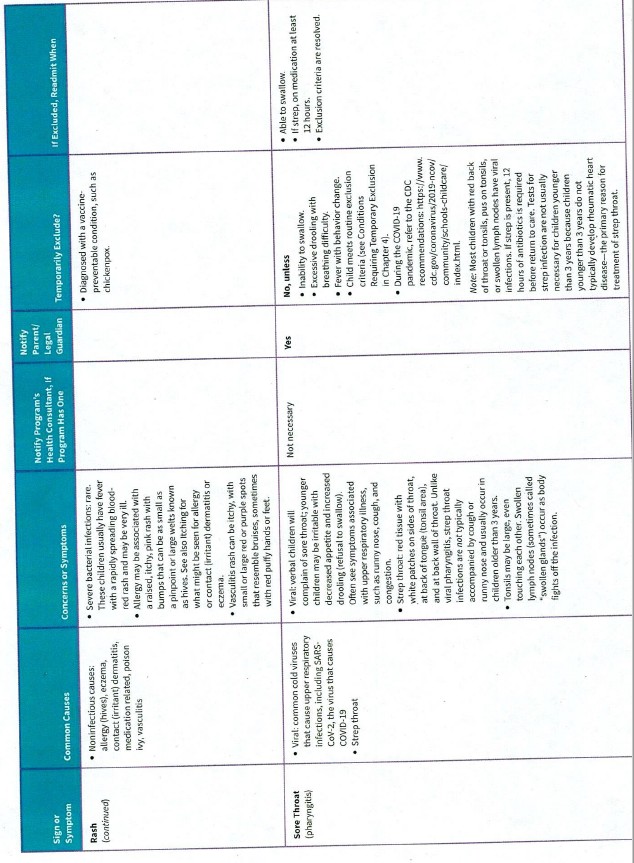 Sign or
Symptom
Common Causes
Concerns or Symptoms
Notify Program's
Health Consultant, If
Program Has One
Notify
Parent/
Legal
Guardian
Temporarily Exclude?
If Excluded, Readmit When
Rash
(continued)
• Noninfectious causes:
allergy (hives), eczema,
contact (irritant) dermatitis,
medication related, poison
ivy, vasculitis
• Severe bacterial infections: rare.
These children usually have fever
with a rapidly spreading blood-
red rash and may be very ill.
• Allergy may be associated with
a raised, itchy, pink rash with
bumps that can be as small as
a pinpoint or large welts known
as hives. See also Itching for
what might be seen for allergy
or contact (irritant) dermatitis or
eczema.
• Vasculitis rash can be itchy, with
small or large red or purple spots
that resemble bruises, sometimes
with red puffy hands or feet.
• Diagnosed with a vaccine-
preventable condition, such as
chickenpox.
Sore Throat
(pharyngitis)
• Viral: common cold viruses
that cause upper respiratory
infections, including SARS-
CoV-2, the virus that causes
COVID-19
• Strep throat
• Viral: verbal children will
complain of sore throat; younger
children may be irritable with
decreased appetite and increased
drooling (refusal to swallow).
Often see symptoms associated
with upper respiratory illness,
such as runny nose, cough, and
congestion.
• Strep throat: red tissue with
white patches on sides of throat,
at back of tongue (tonsil area),
and at back wall of throat. Unlike
viral pharyngitis, strep throat
infections are not typically
accompanied by cough or
runny nose and usually occur in
children older than 3 years.
• Tonsils may be large, even
touching each other. Swollen
lymph nodes (sometimes called
"swollen glands") occur as body
fights off the infection.
Not necessary
Yes
No, unless
• Inability to swallow.
• Excessive drooling with
breathing difficulty.
• Fever with behavior change.
• Child meets routine exclusion
criteria (see Conditions
Requiring Temporary Exclusion
in Chapter 4).
• During the COVID-19
pandemic, refer to the CDC
recommendations: https://www.
cdc.gov/coronavirus/2019-ncov/
community/schools-childcare/
index.html.
Note: Most children with red back
of throat or tonsils, pus on tonsils,
or swollen lymph nodes have viral
infections. If strep is present, 12
hours of antibiotics is required
before return to care. Tests for
strep infection are not usually
necessary for children younger
than 3 years because children
younger than 3 years do not
typically develop rheumatic heart
disease—the primary reason for
treatment of strep throat.
• Able to swallow.
• If strep, on medication at least
12 hours.
• Exclusion criteria are resolved.